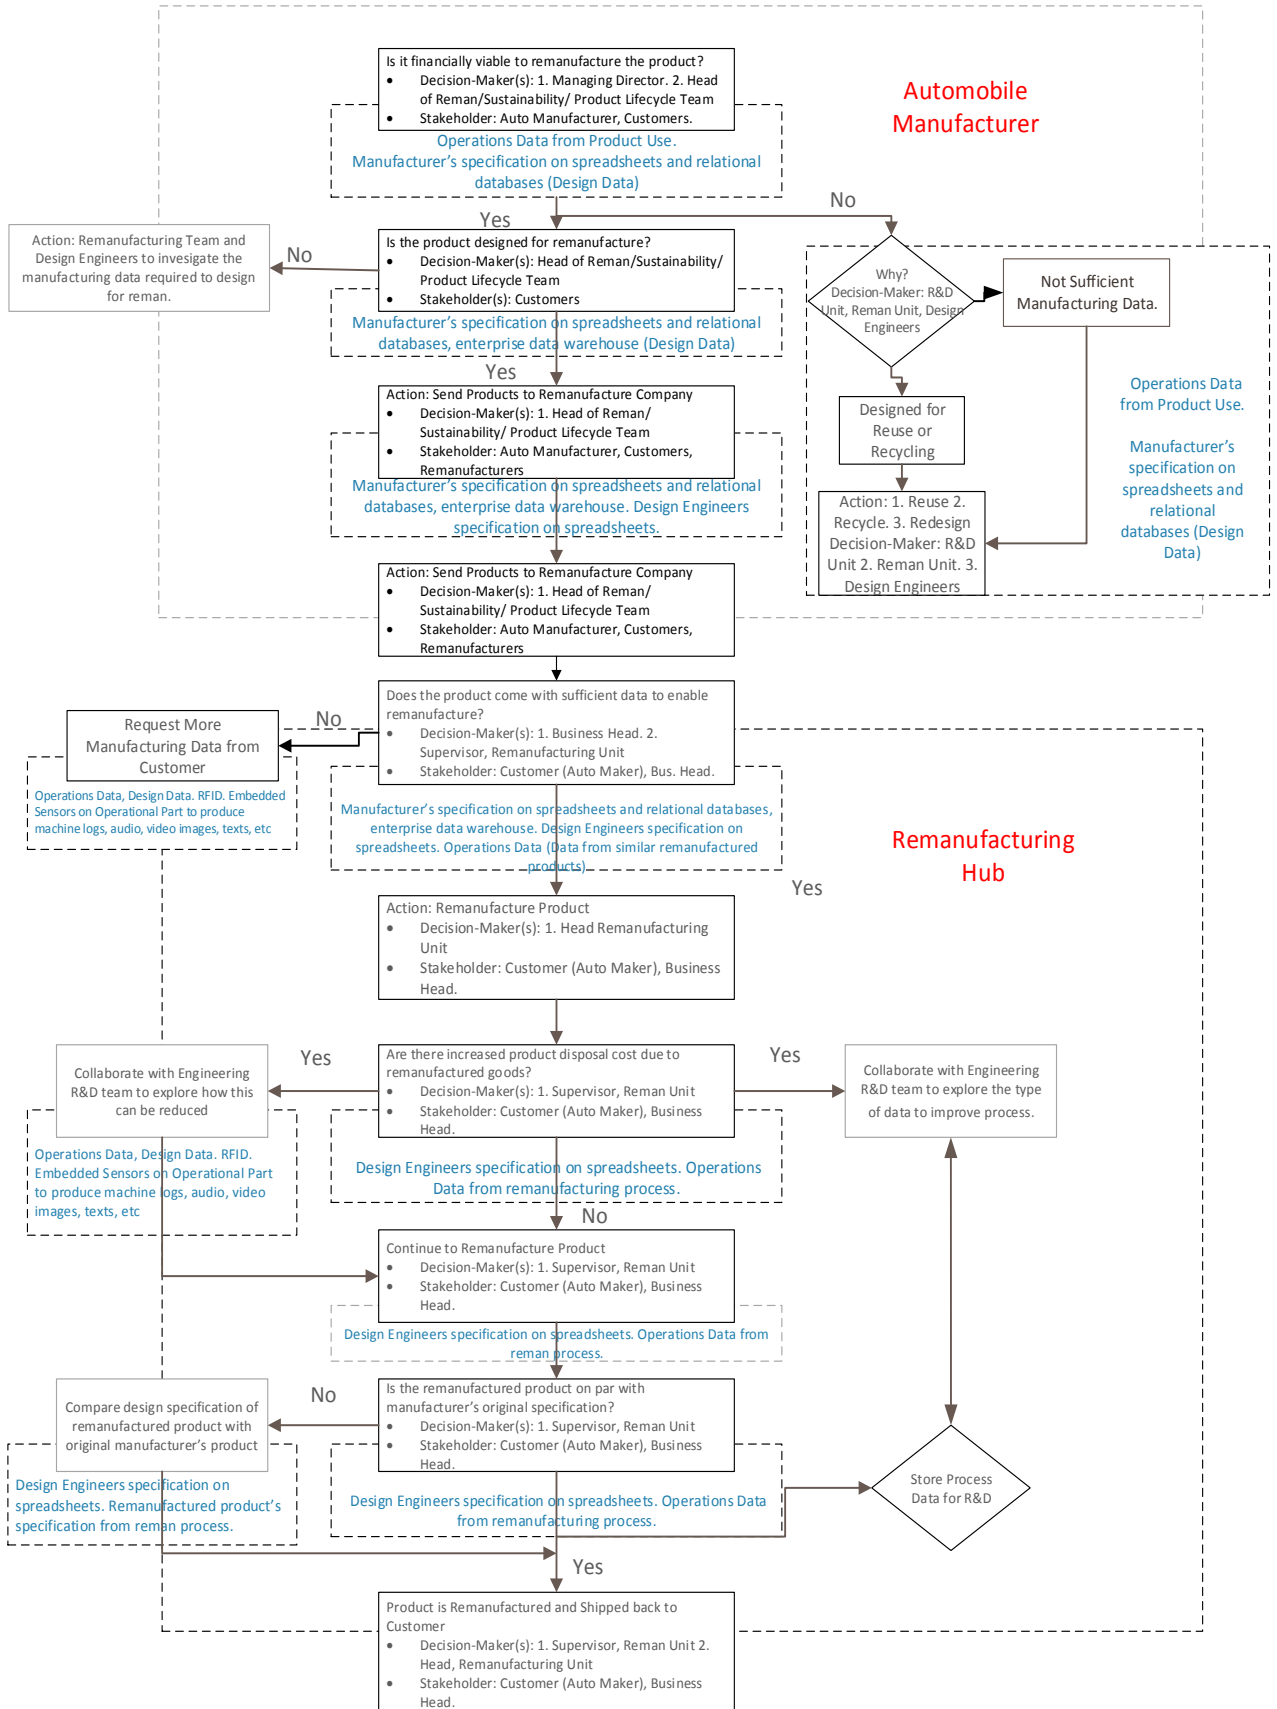 Is it financially viable to remanufacture the product?
• Decision-Maker(s): 1. Managing Director. 2. Head
of Reman/Sustainability/ Product Lifecycle Team
• Stakeholder: Auto Manufacturer, Customers.
Automobile
Manufacturer
Operations Data from Product Use.
Manufacturer's specification on spreadsheets and relational
databases (Design Data)
Yes
No
Action: Remanufacturing Team and
Design Engineers to invesigate the
manufacturing data required to design
for reman.
No
Is the product designed for remanufacture?
• Decision-Maker(s): Head of Reman/Sustainability/
Product Lifecycle Team
• Stakeholder(s): Customers
Why?
Decision-Maker: R&D
Unit, Reman Unit, Design
Engineers
Not Sufficient
Manufacturing Data.
Manufacturer's specification on spreadsheets and relational
databases, enterprise data warehouse (Design Data)
Yes
Action: Send Products to Remanufacture Company
• Decision-Maker(s): 1. Head of Reman/
Sustainability/ Product Lifecycle Team
• Stakeholder: Auto Manufacturer, Customers,
Remanufacturers
Designed for
Reuse or
Recycling
Operations Data
from Product Use.
Manufacturer's
specification on
spreadsheets and
relational
databases (Design
Data)
Manufacturer's specification on spreadsheets and relational
databases, enterprise data warehouse. Design Engineers
specification on spreadsheets.
Action: 1. Reuse 2.
Recycle. 3. Redesign
Decision-Maker: R&D
Unit 2. Reman Unit. 3.
Design Engineers
Action: Send Products to Remanufacture Company
• Decision-Maker(s): 1. Head of Reman/
Sustainability/ Product Lifecycle Team
• Stakeholder: Auto Manufacturer, Customers,
Remanufacturers
Does the product come with sufficient data to enable
remanufacture?
• Decision-Maker(s): 1. Business Head. 2.
Supervisor, Remanufacturing Unit
• Stakeholder: Customer (Auto Maker), Bus. Head.
No
Request More
Manufacturing Data from
Customer
Operations Data, Design Data. RFID. Embedded
Sensors on Operational Part to produce
machine logs, audio, video images, texts, etc
Manufacturer's specification on spreadsheets and relational databases,
enterprise data warehouse. Design Engineers specification on
spreadsheets. Operations Data (Data from similar remanufactured
products)
Remanufacturing
Hub
Yes
Action: Remanufacture Product
• Decision-Maker(s): 1. Head Remanufacturing
Unit
• Stakeholder: Customer (Auto Maker), Business
Head.
Collaborate with Engineering
R&D team to explore how this
can be reduced
Yes
Are there increased product disposal cost due to
remanufactured goods?
• Decision-Maker(s): 1. Supervisor, Reman Unit
• Stakeholder: Customer (Auto Maker), Business
Head.
Yes
Collaborate with Engineering
R&D team to explore the type
of data to improve process.
Operations Data, Design Data. RFID.
Embedded Sensors on Operational Part
to produce machine logs, audio, video
images, texts, etc
Design Engineers specification on spreadsheets. Operations
Data from remanufacturing process.
No
Continue to Remanufacture Product
• Decision-Maker(s): 1. Supervisor, Reman Unit
• Stakeholder: Customer (Auto Maker), Business
Head.
Design Engineers specification on spreadsheets. Operations Data from
reman process.
Compare design specification of
remanufactured product with
original manufacturer's product
No
Is the remanufactured product on par with
manufacturer's original specification?
• Decision-Maker(s): 1. Supervisor, Reman Unit
• Stakeholder: Customer (Auto Maker), Business
Head.
Design Engineers specification on
spreadsheets. Remanufactured product's
specification from reman process.
Design Engineers specification on spreadsheets. Operations Data
from remanufacturing process.
Store Process
Data for R&D
Yes
Product is Remanufactured and Shipped back to
Customer
• Decision-Maker(s): 1. Supervisor, Reman Unit 2.
Head, Remanufacturing Unit
• Stakeholder: Customer (Auto Maker), Business
Head.